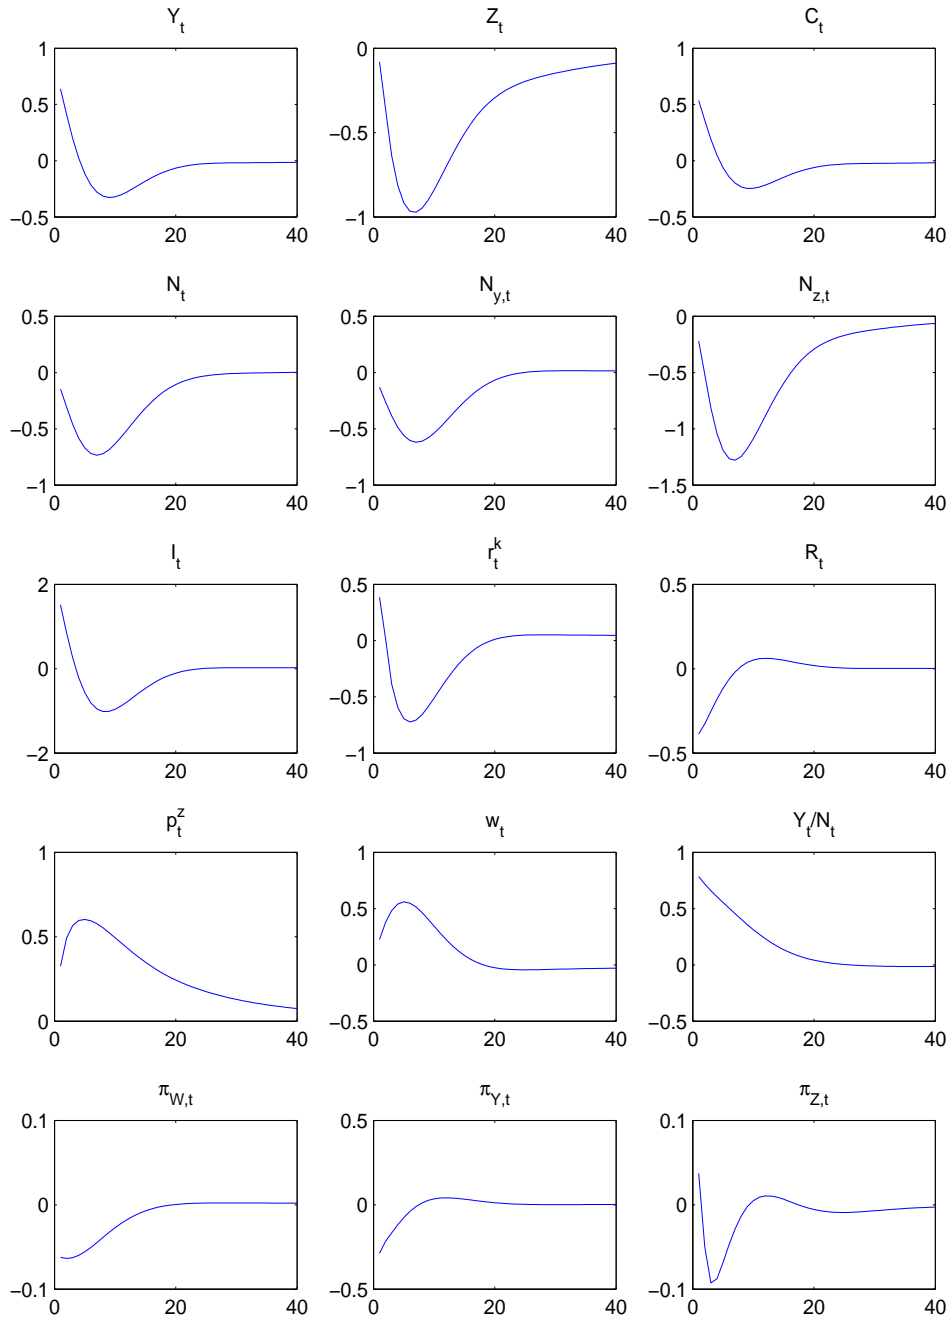 Y_t Z_t C_t
1 0 1
0.5 0.5
−0.5
0 0
−0.5 −1 −0.5
0 20 40 0 20 40 0 20 40
N_t N_{y,t} N_{z,t}
0.5 0.5 0
0 0 −0.5
−0.5 −0.5 −1
−1 −1 −1.5
0 20 40 0 20 40 0 20 40
I_t r_t^k R_t
2 0.5 0.5
0 0 0
−0.5
−2 −1 −0.5
0 20 40 0 20 40 0 20 40
p_t^z w_t Y_t/N_t
1 1 1
0.5 0.5
0.5
0 0
0 −0.5 −0.5
0 20 40 0 20 40 0 20 40
π_{W,t} π_{Y,t} π_{Z,t}
0.1 0.5 0.1
0 0 0
−0.1 −0.5 −0.1
0 20 40 0 20 40 0 20 40